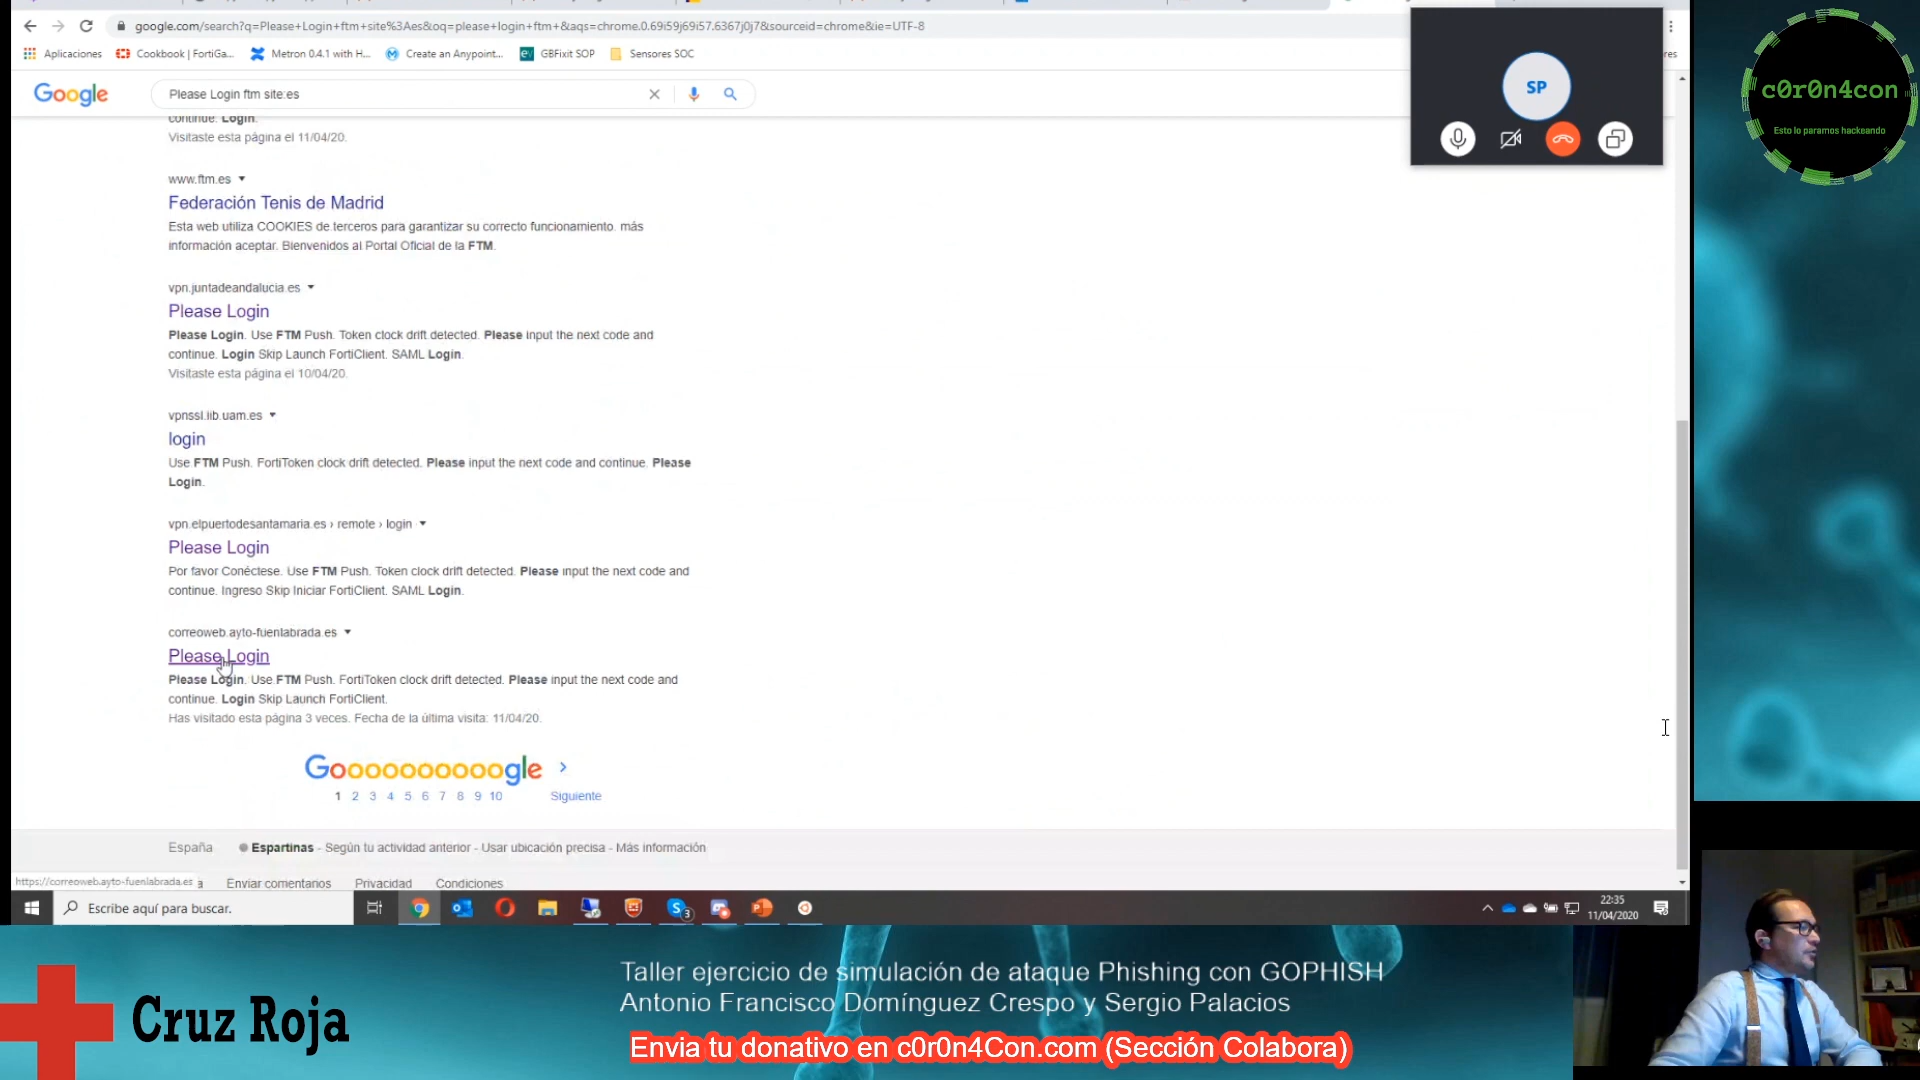 google.com/search?q=Please+Login+ftm+site%3Aes&oq=please+login+ftm+&aqs=chrome.0.69i59j69i57.6367j0j7&sourceid=chrome&ie=UTF-8
Aplicaciones Cookbook | FortiGa... Metron 0.4.1 with H... Create an Anypoint... GBFixit SOP Sensores SOC
Google Please Login ftm site:es
continue. Login.
Visitaste esta página el 11/04/20.
www.ftm.es
Federación Tenis de Madrid
Esta web utiliza COOKIES de terceros para garantizar su correcto funcionamiento. más
información aceptar. Bienvenidos al Portal Oficial de la FTM.
vpn.juntadeandalucia.es
Please Login
Please Login. Use FTM Push. Token clock drift detected. Please input the next code and
continue. Login Skip Launch FortiClient. SAML Login.
Visitaste esta página el 10/04/20.
vpnssl.iib.uam.es
login
Use FTM Push. FortiToken clock drift detected. Please input the next code and continue. Please
Login.
vpn.elpuertodesantamaria.es › remote › login
Please Login
Por favor Conéctese. Use FTM Push. Token clock drift detected. Please input the next code and
continue. Ingreso Skip Iniciar FortiClient. SAML Login.
correoweb.ayto-fuenlabrada.es
Please Login
Please Login. Use FTM Push. FortiToken clock drift detected. Please input the next code and
continue. Login Skip Launch FortiClient.
Has visitado esta página 3 veces. Fecha de la última visita: 11/04/20.
Goooooooooogle
1 2 3 4 5 6 7 8 9 10 Siguiente
España Espartinas - Según tu actividad anterior - Usar ubicación precisa - Más información
https://correoweb.ayto-fuenlabrada.es Enviar comentarios Privacidad Condiciones
Escribe aquí para buscar.
3
22:35
11/04/2020
SP
c0r0n4con
Esto lo paramos hackeando
Cruz Roja
Taller ejercicio de simulación de ataque Phishing con GOPHISH
Antonio Francisco Domínguez Crespo y Sergio Palacios
Envia tu donativo en c0r0n4Con.com (Sección Colabora)